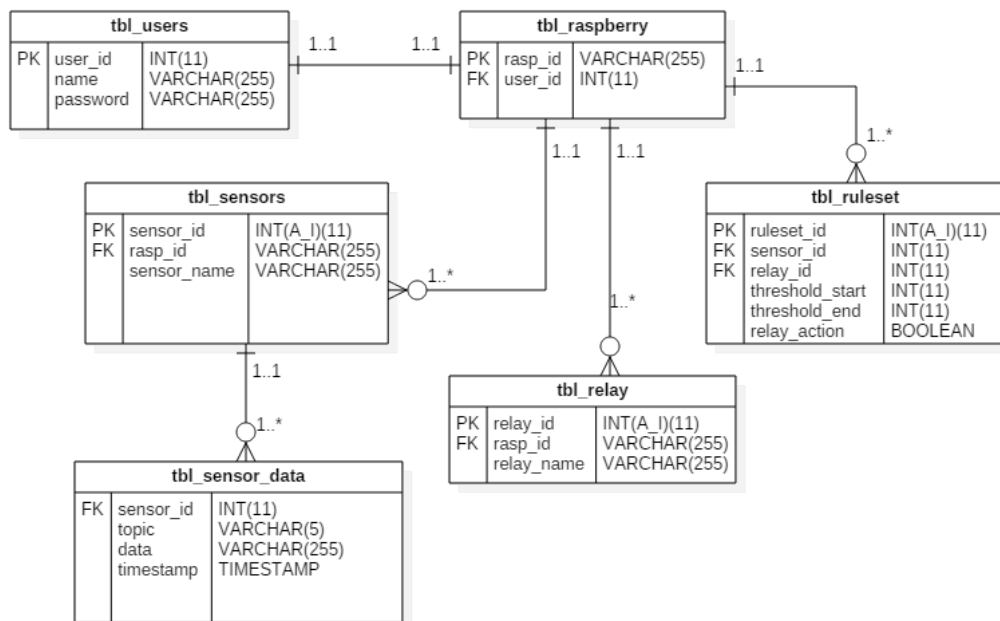 tbl_users
PK user_id INT(11)
name VARCHAR(255)
password VARCHAR(255)
1..1
1..1
tbl_raspberry
PK rasp_id VARCHAR(255)
FK user_id INT(11)
1..1
1..*
1..1
1..1
tbl_sensors
PK sensor_id INT(A_I)(11)
FK rasp_id VARCHAR(255)
sensor_name VARCHAR(255)
1..*
1..*
tbl_ruleset
PK ruleset_id INT(A_I)(11)
FK sensor_id INT(11)
FK relay_id INT(11)
threshold_start INT(11)
threshold_end INT(11)
relay_action BOOLEAN
1..1
1..*
tbl_relay
PK relay_id INT(A_I)(11)
FK rasp_id VARCHAR(255)
relay_name VARCHAR(255)
tbl_sensor_data
FK sensor_id INT(11)
topic VARCHAR(5)
data VARCHAR(255)
timestamp TIMESTAMP